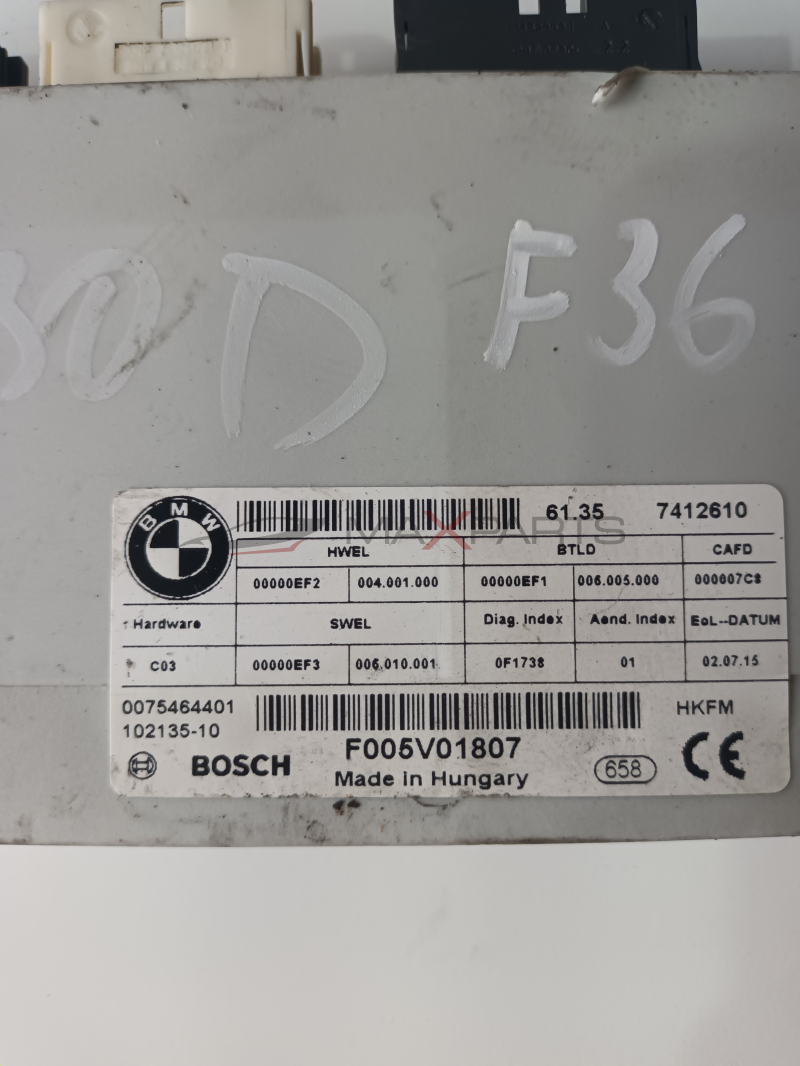 30 D F36
BMW
61.35 7412610
MAXPARTS
HWEL BTLD CAFD
00000EF2 004.001.000 00000EF1 006.005.000 000007C8
Hardware SWEL Diag. Index Aend. Index EoL--DATUM
C03 00000EF3 006.010.001 0F1738 01 02.07.15
0075464401 HKFM
102135-10
BOSCH F005V01807
Made in Hungary 658 CE